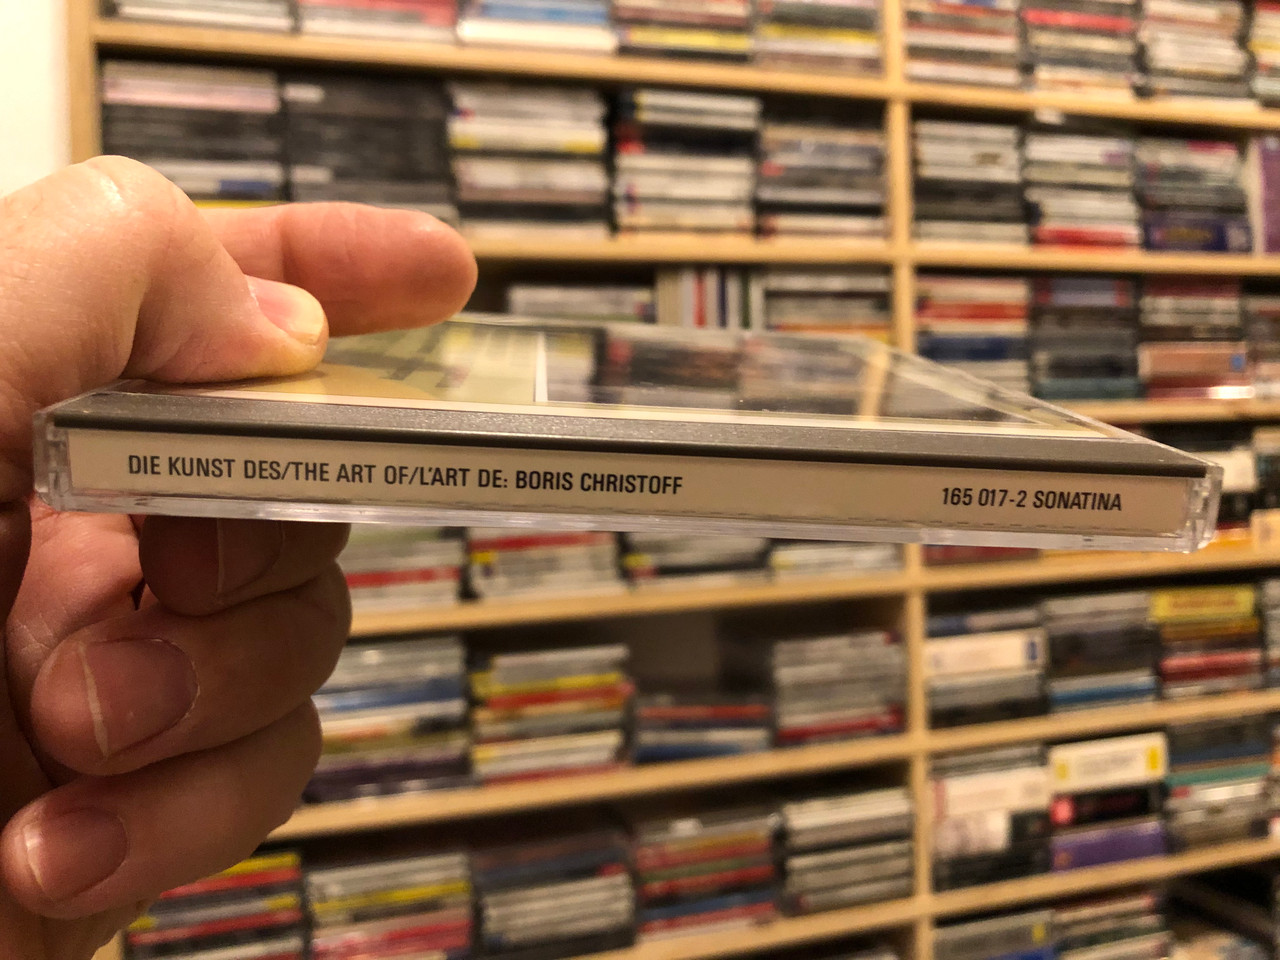 DIE KUNST DES/THE ART OF/L'ART DE: BORIS CHRISTOFF
165 017-2 SONATINA